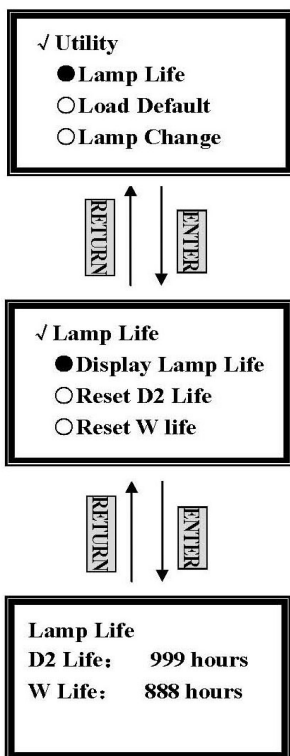 √ Utility
●Lamp Life
○Load Default
○Lamp Change
RETURN
ENTER
√ Lamp Life
●Display Lamp Life
○Reset D2 Life
○Reset W life
RETURN
ENTER
Lamp Life
D2 Life： 999 hours
W Life： 888 hours